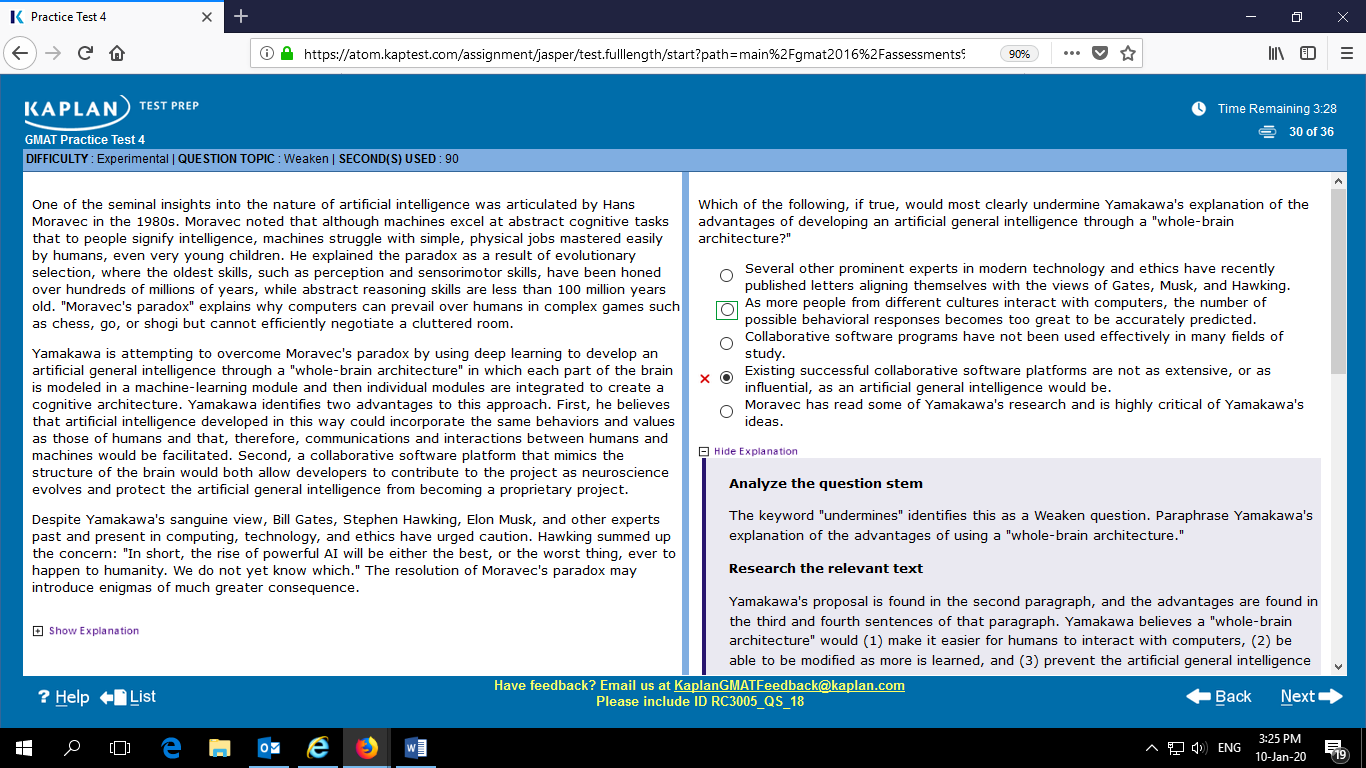 Practice Test 4
https://atom.kaptest.com/assignment/jasper/test.fulllength/start?path=main%2Fgmat2016%2Fassessments%
90%
KAPLAN TEST PREP
GMAT Practice Test 4
Time Remaining 3:28
30 of 36
DIFFICULTY : Experimental | QUESTION TOPIC : Weaken | SECOND(S) USED : 90
One of the seminal insights into the nature of artificial intelligence was articulated by Hans
Moravec in the 1980s. Moravec noted that although machines excel at abstract cognitive tasks
that to people signify intelligence, machines struggle with simple, physical jobs mastered easily
by humans, even very young children. He explained the paradox as a result of evolutionary
selection, where the oldest skills, such as perception and sensorimotor skills, have been honed
over hundreds of millions of years, while abstract reasoning skills are less than 100 million years
old. "Moravec's paradox" explains why computers can prevail over humans in complex games such
as chess, go, or shogi but cannot efficiently negotiate a cluttered room.
Yamakawa is attempting to overcome Moravec's paradox by using deep learning to develop an
artificial general intelligence through a "whole-brain architecture" in which each part of the brain
is modeled in a machine-learning module and then individual modules are integrated to create a
cognitive architecture. Yamakawa identifies two advantages to this approach. First, he believes
that artificial intelligence developed in this way could incorporate the same behaviors and values
as those of humans and that, therefore, communications and interactions between humans and
machines would be facilitated. Second, a collaborative software platform that mimics the
structure of the brain would both allow developers to contribute to the project as neuroscience
evolves and protect the artificial general intelligence from becoming a proprietary project.
Despite Yamakawa's sanguine view, Bill Gates, Stephen Hawking, Elon Musk, and other experts
past and present in computing, technology, and ethics have urged caution. Hawking summed up
the concern: "In short, the rise of powerful AI will be either the best, or the worst thing, ever to
happen to humanity. We do not yet know which." The resolution of Moravec's paradox may
introduce enigmas of much greater consequence.
Show Explanation
Which of the following, if true, would most clearly undermine Yamakawa's explanation of the
advantages of developing an artificial general intelligence through a "whole-brain
architecture?"
Several other prominent experts in modern technology and ethics have recently
published letters aligning themselves with the views of Gates, Musk, and Hawking.
As more people from different cultures interact with computers, the number of
possible behavioral responses becomes too great to be accurately predicted.
Collaborative software programs have not been used effectively in many fields of
study.
Existing successful collaborative software platforms are not as extensive, or as
influential, as an artificial general intelligence would be.
Moravec has read some of Yamakawa's research and is highly critical of Yamakawa's
ideas.
Hide Explanation
Analyze the question stem
The keyword "undermines" identifies this as a Weaken question. Paraphrase Yamakawa's
explanation of the advantages of using a "whole-brain architecture."
Research the relevant text
Yamakawa's proposal is found in the second paragraph, and the advantages are found in
the third and fourth sentences of that paragraph. Yamakawa believes a "whole-brain
architecture" would (1) make it easier for humans to interact with computers, (2) be
able to be modified as more is learned, and (3) prevent the artificial general intelligence
? Help
List
Have feedback? Email us at KaplanGMATFeedback@kaplan.com
Please include ID RC3005_QS_18
Back
Next
ENG
3:25 PM
10-Jan-20
19